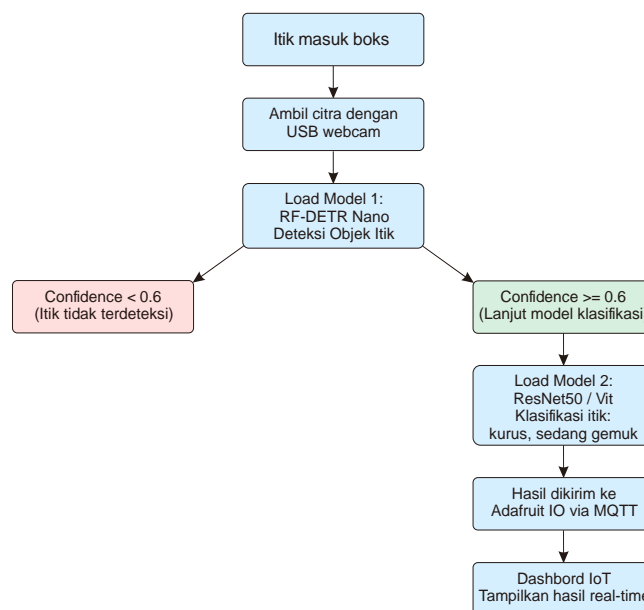 Itik masuk boks
Ambil citra dengan
USB webcam
Load Model 1:
RF-DETR Nano
Deteksi Objek Itik
Confidence < 0.6
(Itik tidak terdeteksi)
Confidence >= 0.6
(Lanjut model klasifikasi)
Load Model 2:
ResNet50 / Vit
Klasifikasi itik:
kurus, sedang gemuk
Hasil dikirim ke
Adafruit IO via MQTT
Dashbord IoT
Tampilkan hasil real-time